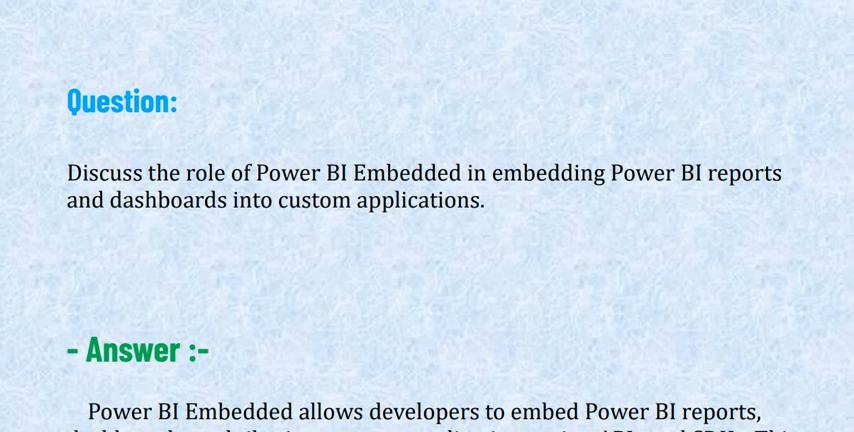 Question:
Discuss the role of Power BI Embedded in embedding Power BI reports
and dashboards into custom applications.
- Answer :-
Power BI Embedded allows developers to embed Power BI reports,